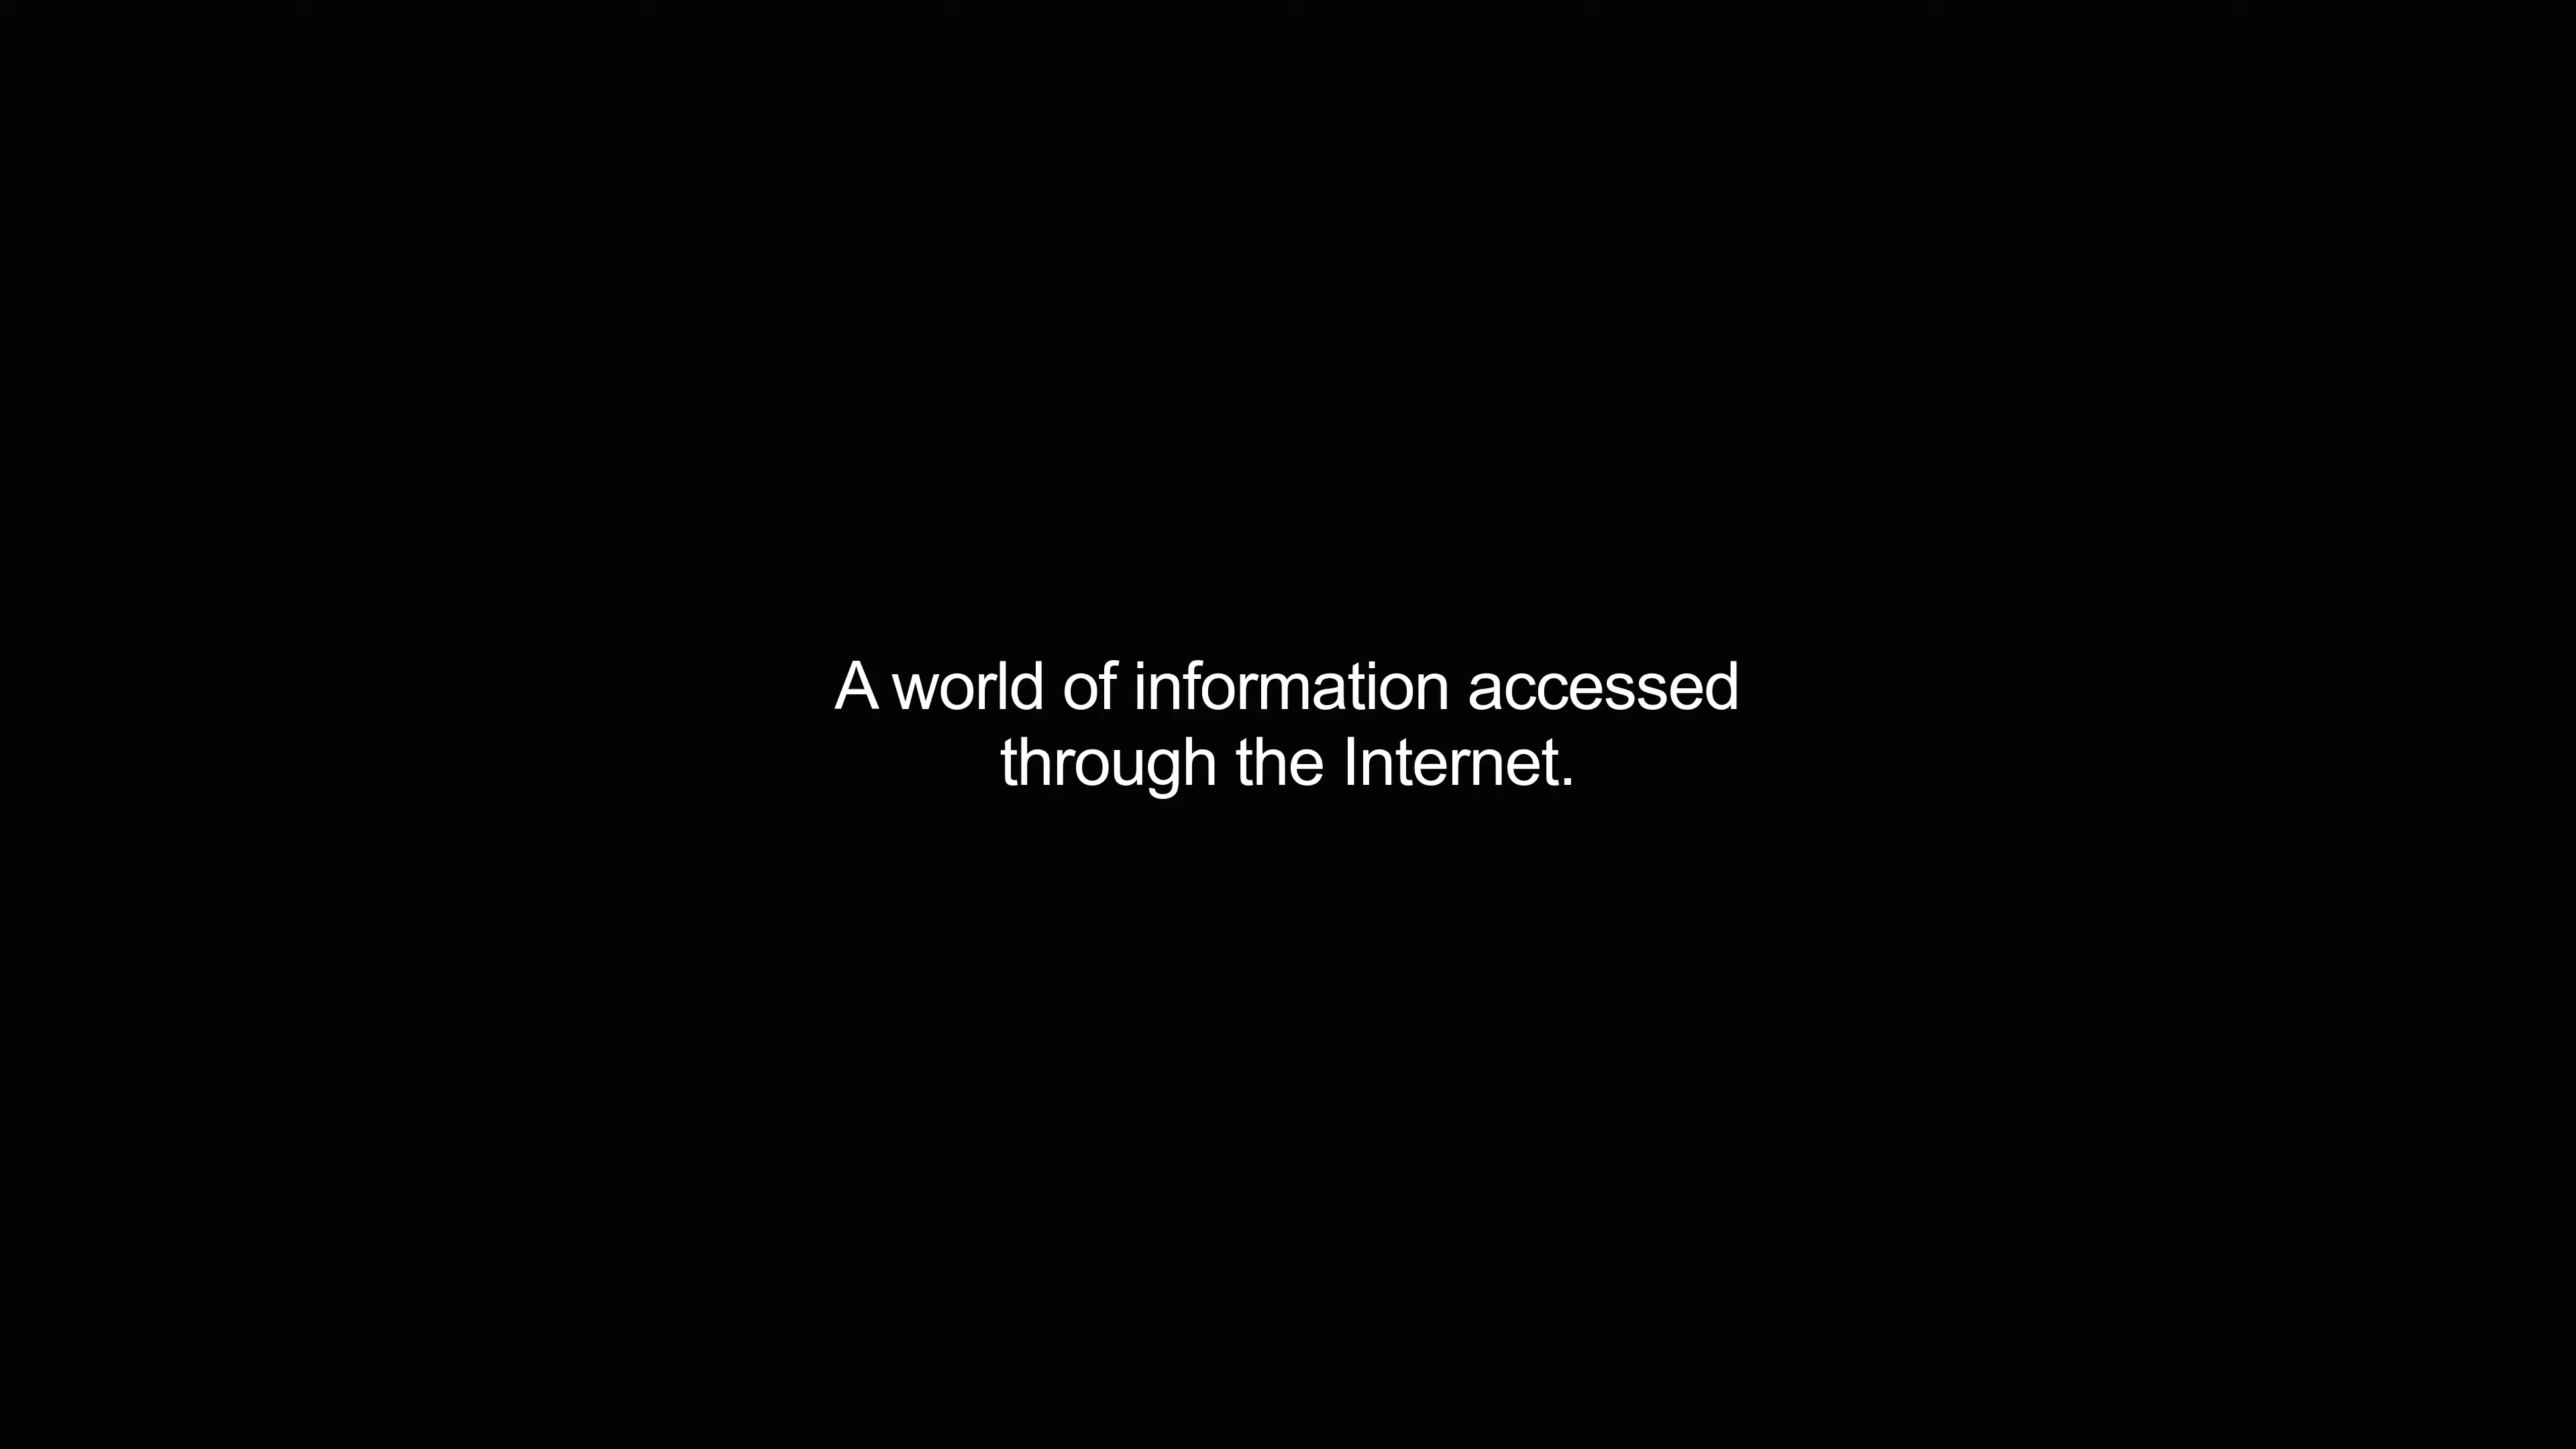 A world of information accessed
through the Internet.